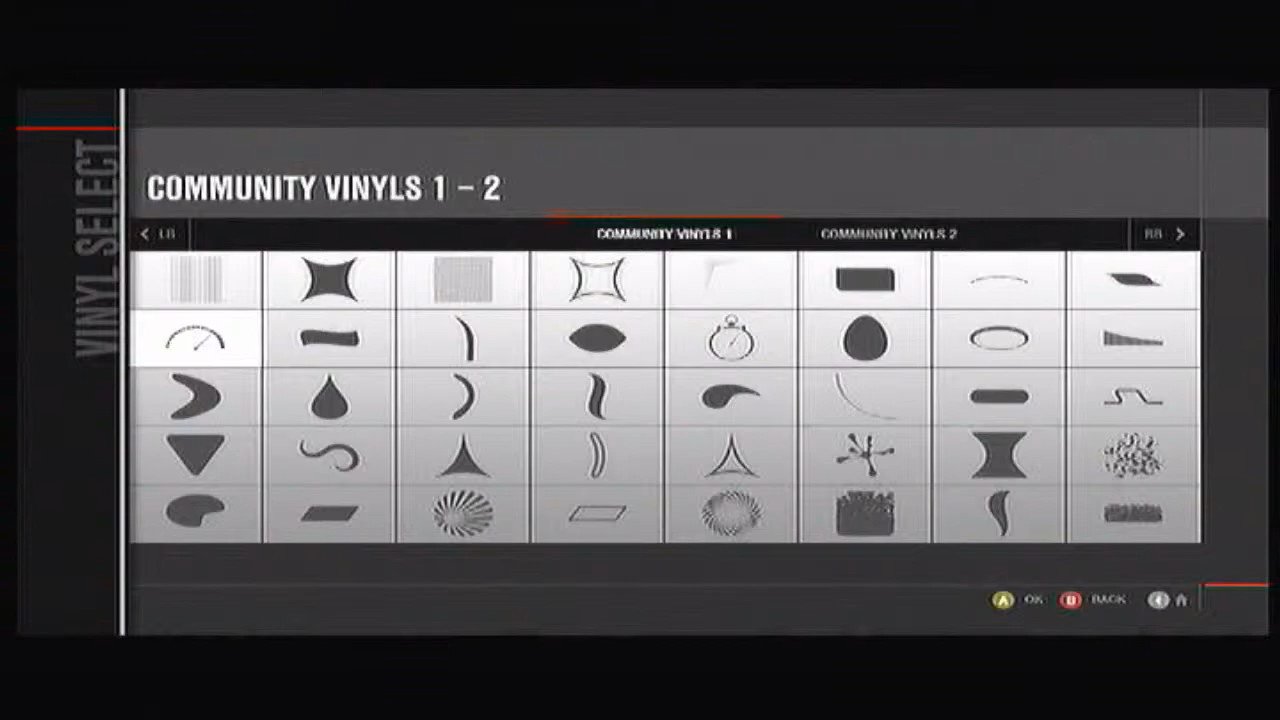 VINYL SELECT
COMMUNITY VINYLS 1 – 2
< LB
COMMUNITY VINYLS 1
COMMUNITY VINYLS 2
RB >
A OK
B BACK